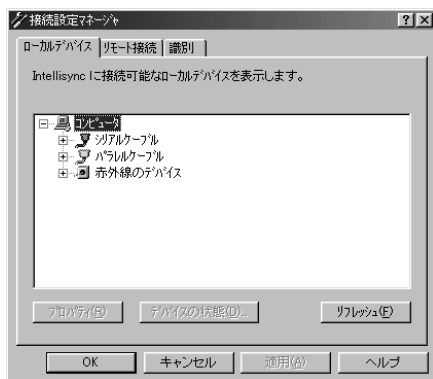 接続設定ﾏﾈｰｼﾞｬ
ﾛｰｶﾙﾃﾞﾊﾞｲｽ ﾘﾓｰﾄ接続 識別
Intellisync に接続可能なﾛｰｶﾙﾃﾞﾊﾞｲｽを表示します。
ｺﾝﾋﾟｭｰﾀ
ｼﾘｱﾙｹｰﾌﾞﾙ
ﾊﾟﾗﾚﾙｹｰﾌﾞﾙ
赤外線のﾃﾞﾊﾞｲｽ
ﾌﾟﾛﾊﾟﾃｨ(R) ﾃﾞﾊﾞｲｽの状態(D)... ﾘﾌﾚｯｼｭ(F)
OK キャンセル 適用(A) ヘルプ